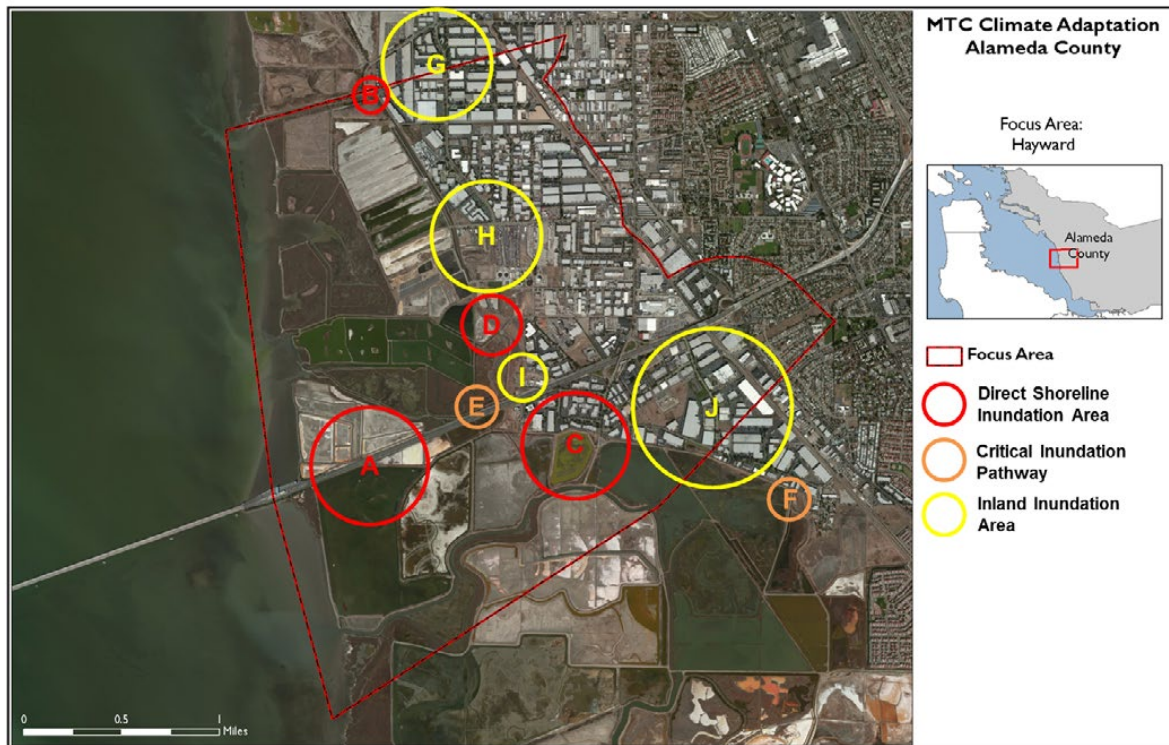 MTC Climate Adaptation
Alameda County
Focus Area:
Hayward
Alameda
County
Focus Area
Direct Shoreline
Inundation Area
Critical Inundation
Pathway
Inland Inundation
Area
G
B
H
D
I
E
J
C
A
F
0 0.5 1
Miles